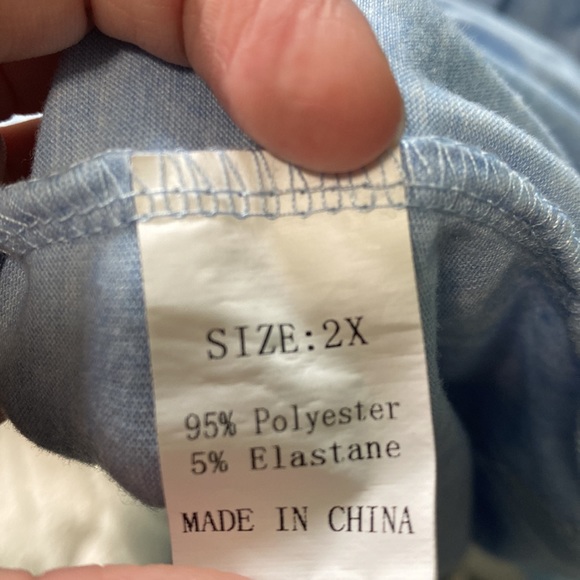 SIZE:2X
95% Polyester
5% Elastane
MADE IN CHINA